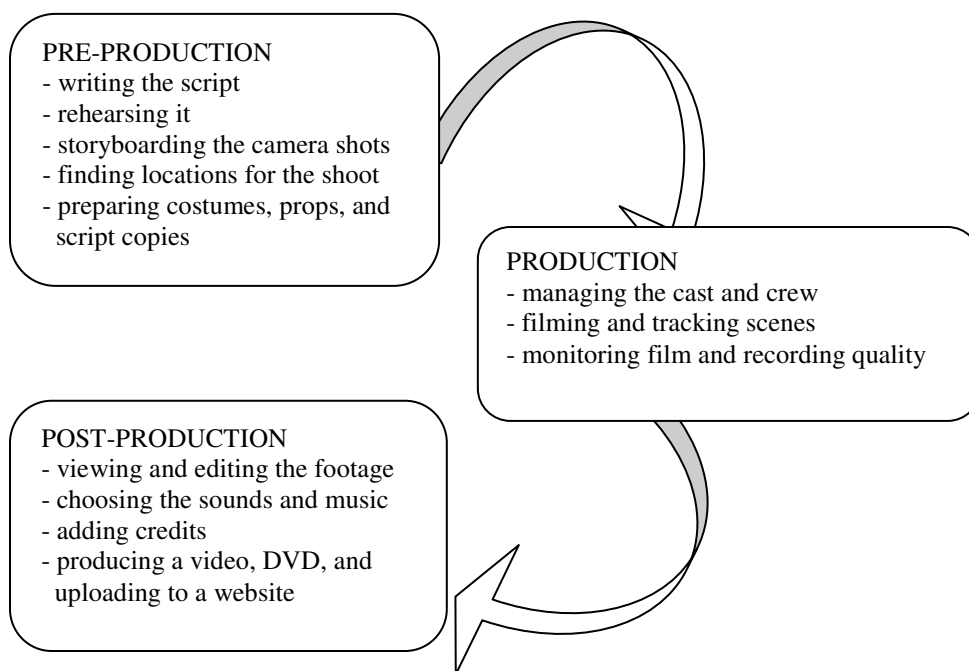 PRE-PRODUCTION
- writing the script
- rehearsing it
- storyboarding the camera shots
- finding locations for the shoot
- preparing costumes, props, and
script copies
PRODUCTION
- managing the cast and crew
- filming and tracking scenes
- monitoring film and recording quality
POST-PRODUCTION
- viewing and editing the footage
- choosing the sounds and music
- adding credits
- producing a video, DVD, and
uploading to a website